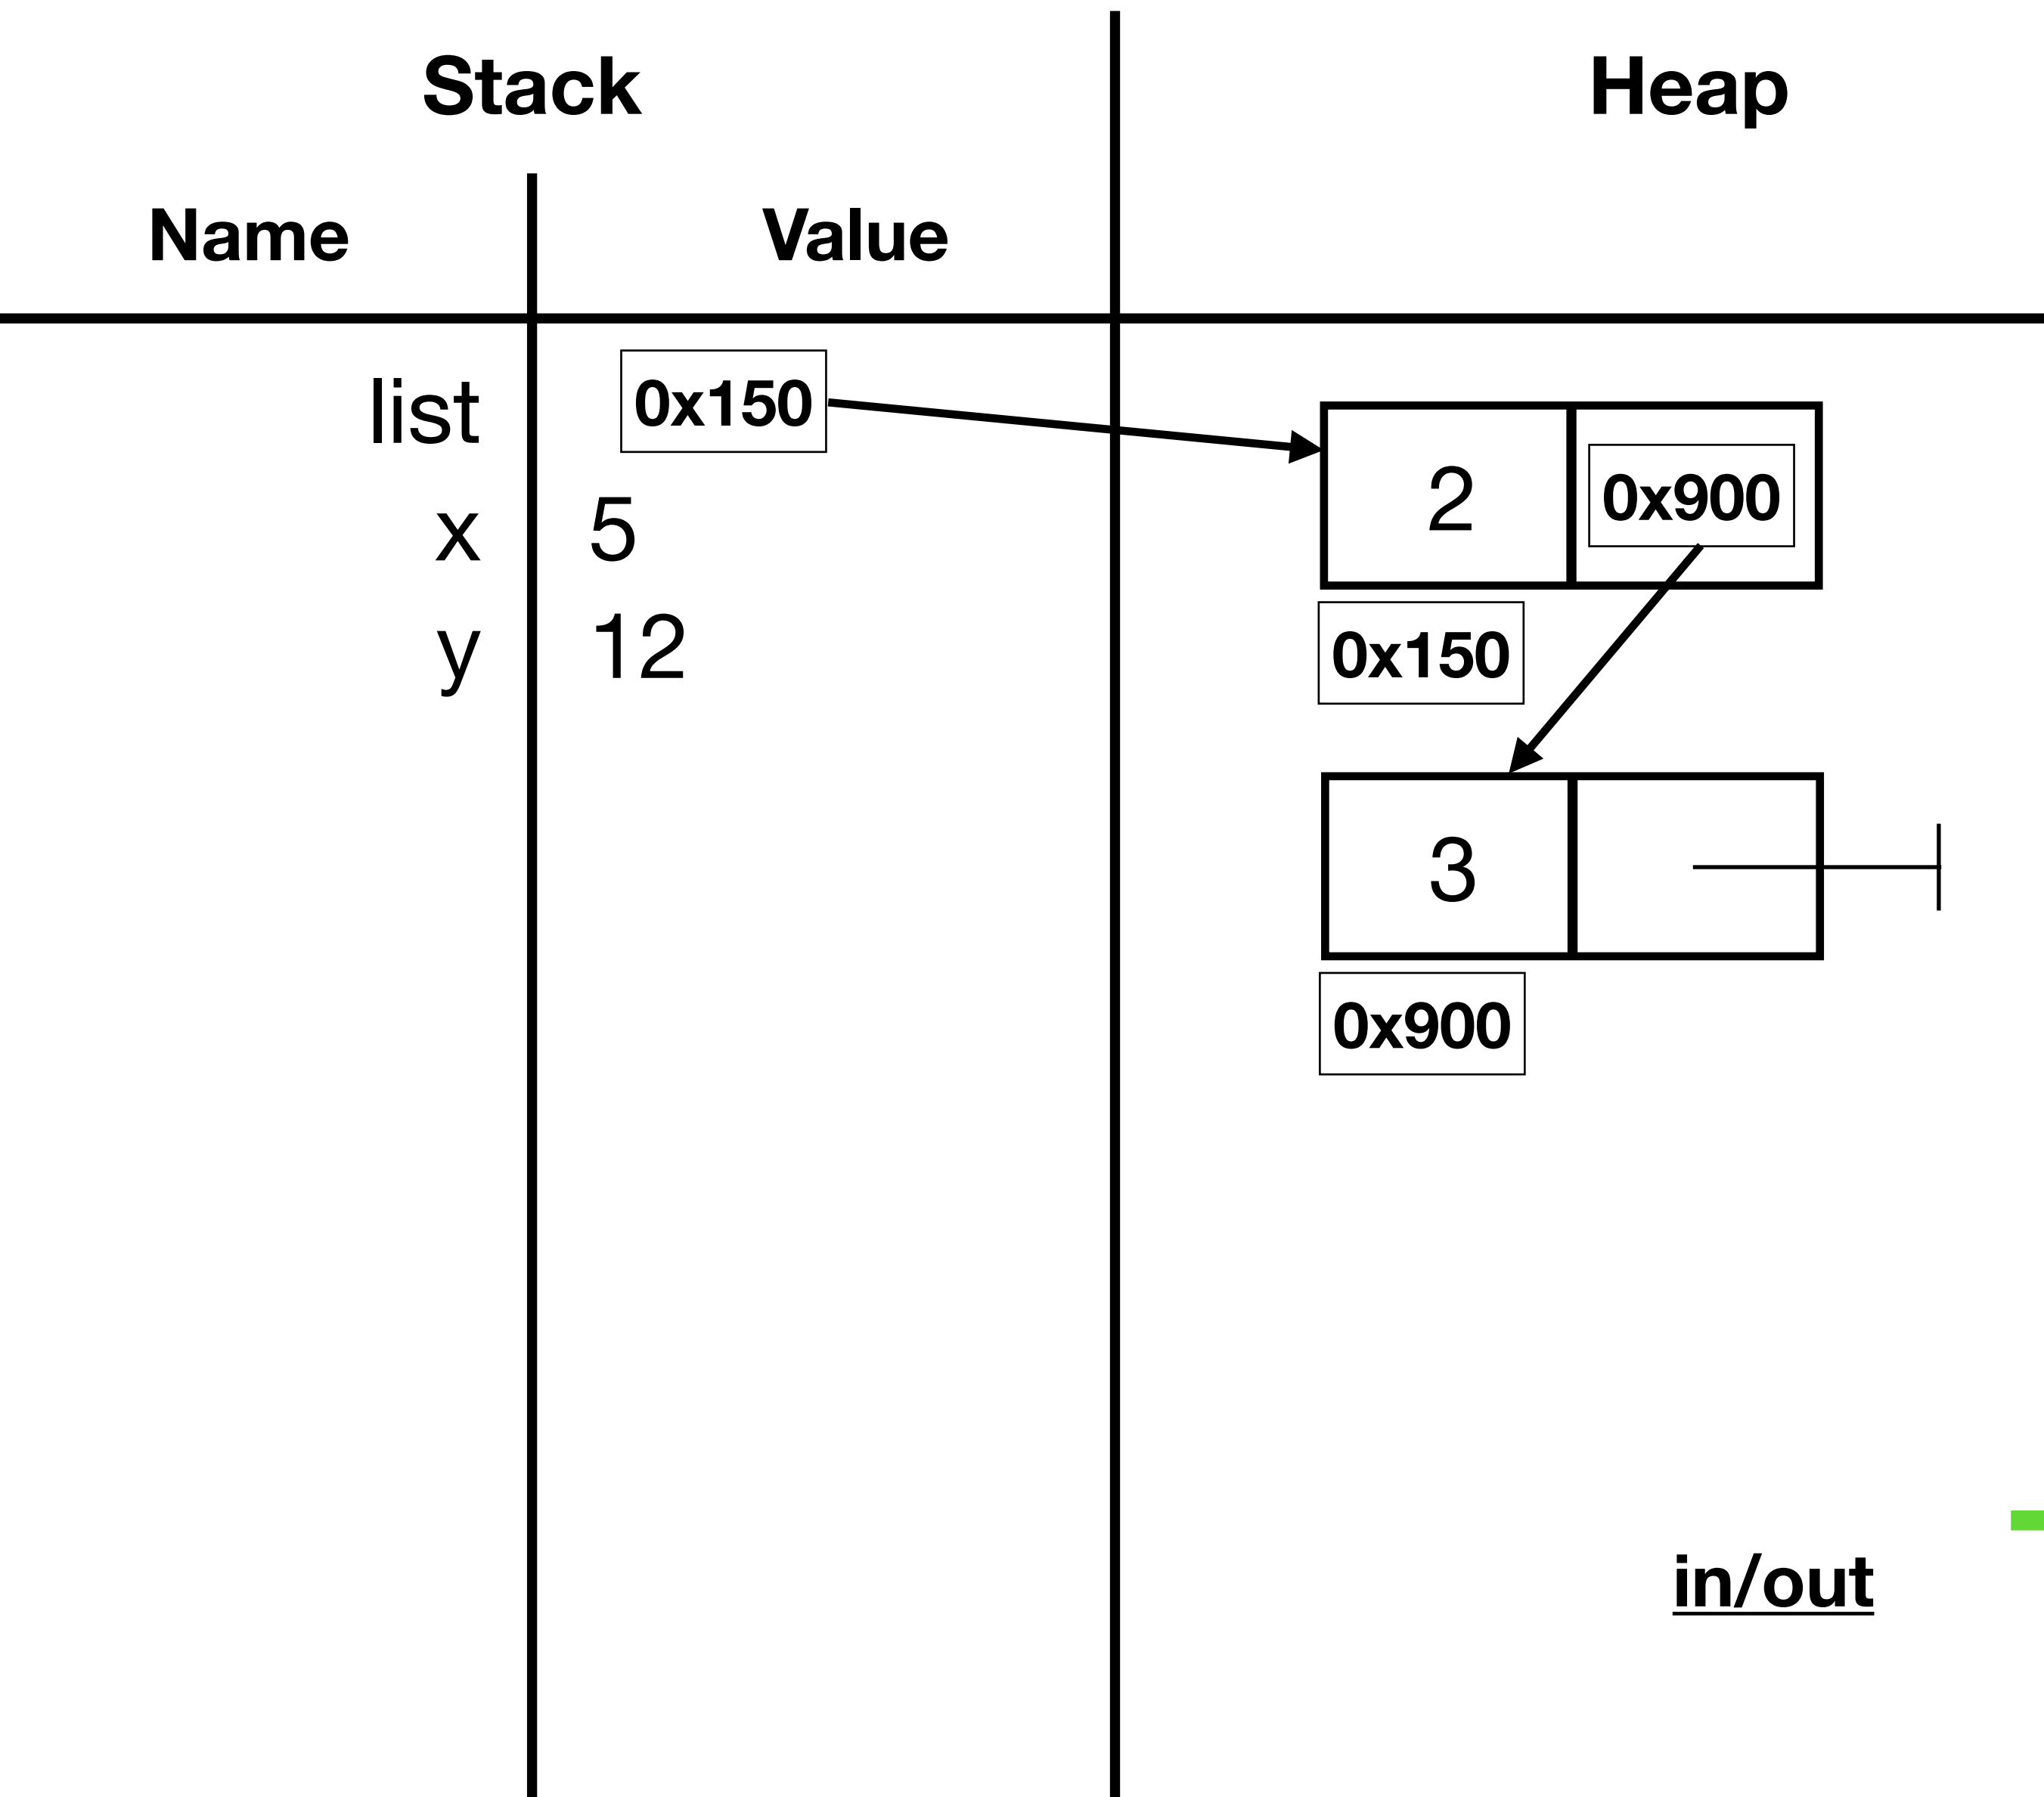 Stack
Heap
Name
Value
list
0x150
2
0x900
x
5
y
12
0x150
3
0x900
in/out